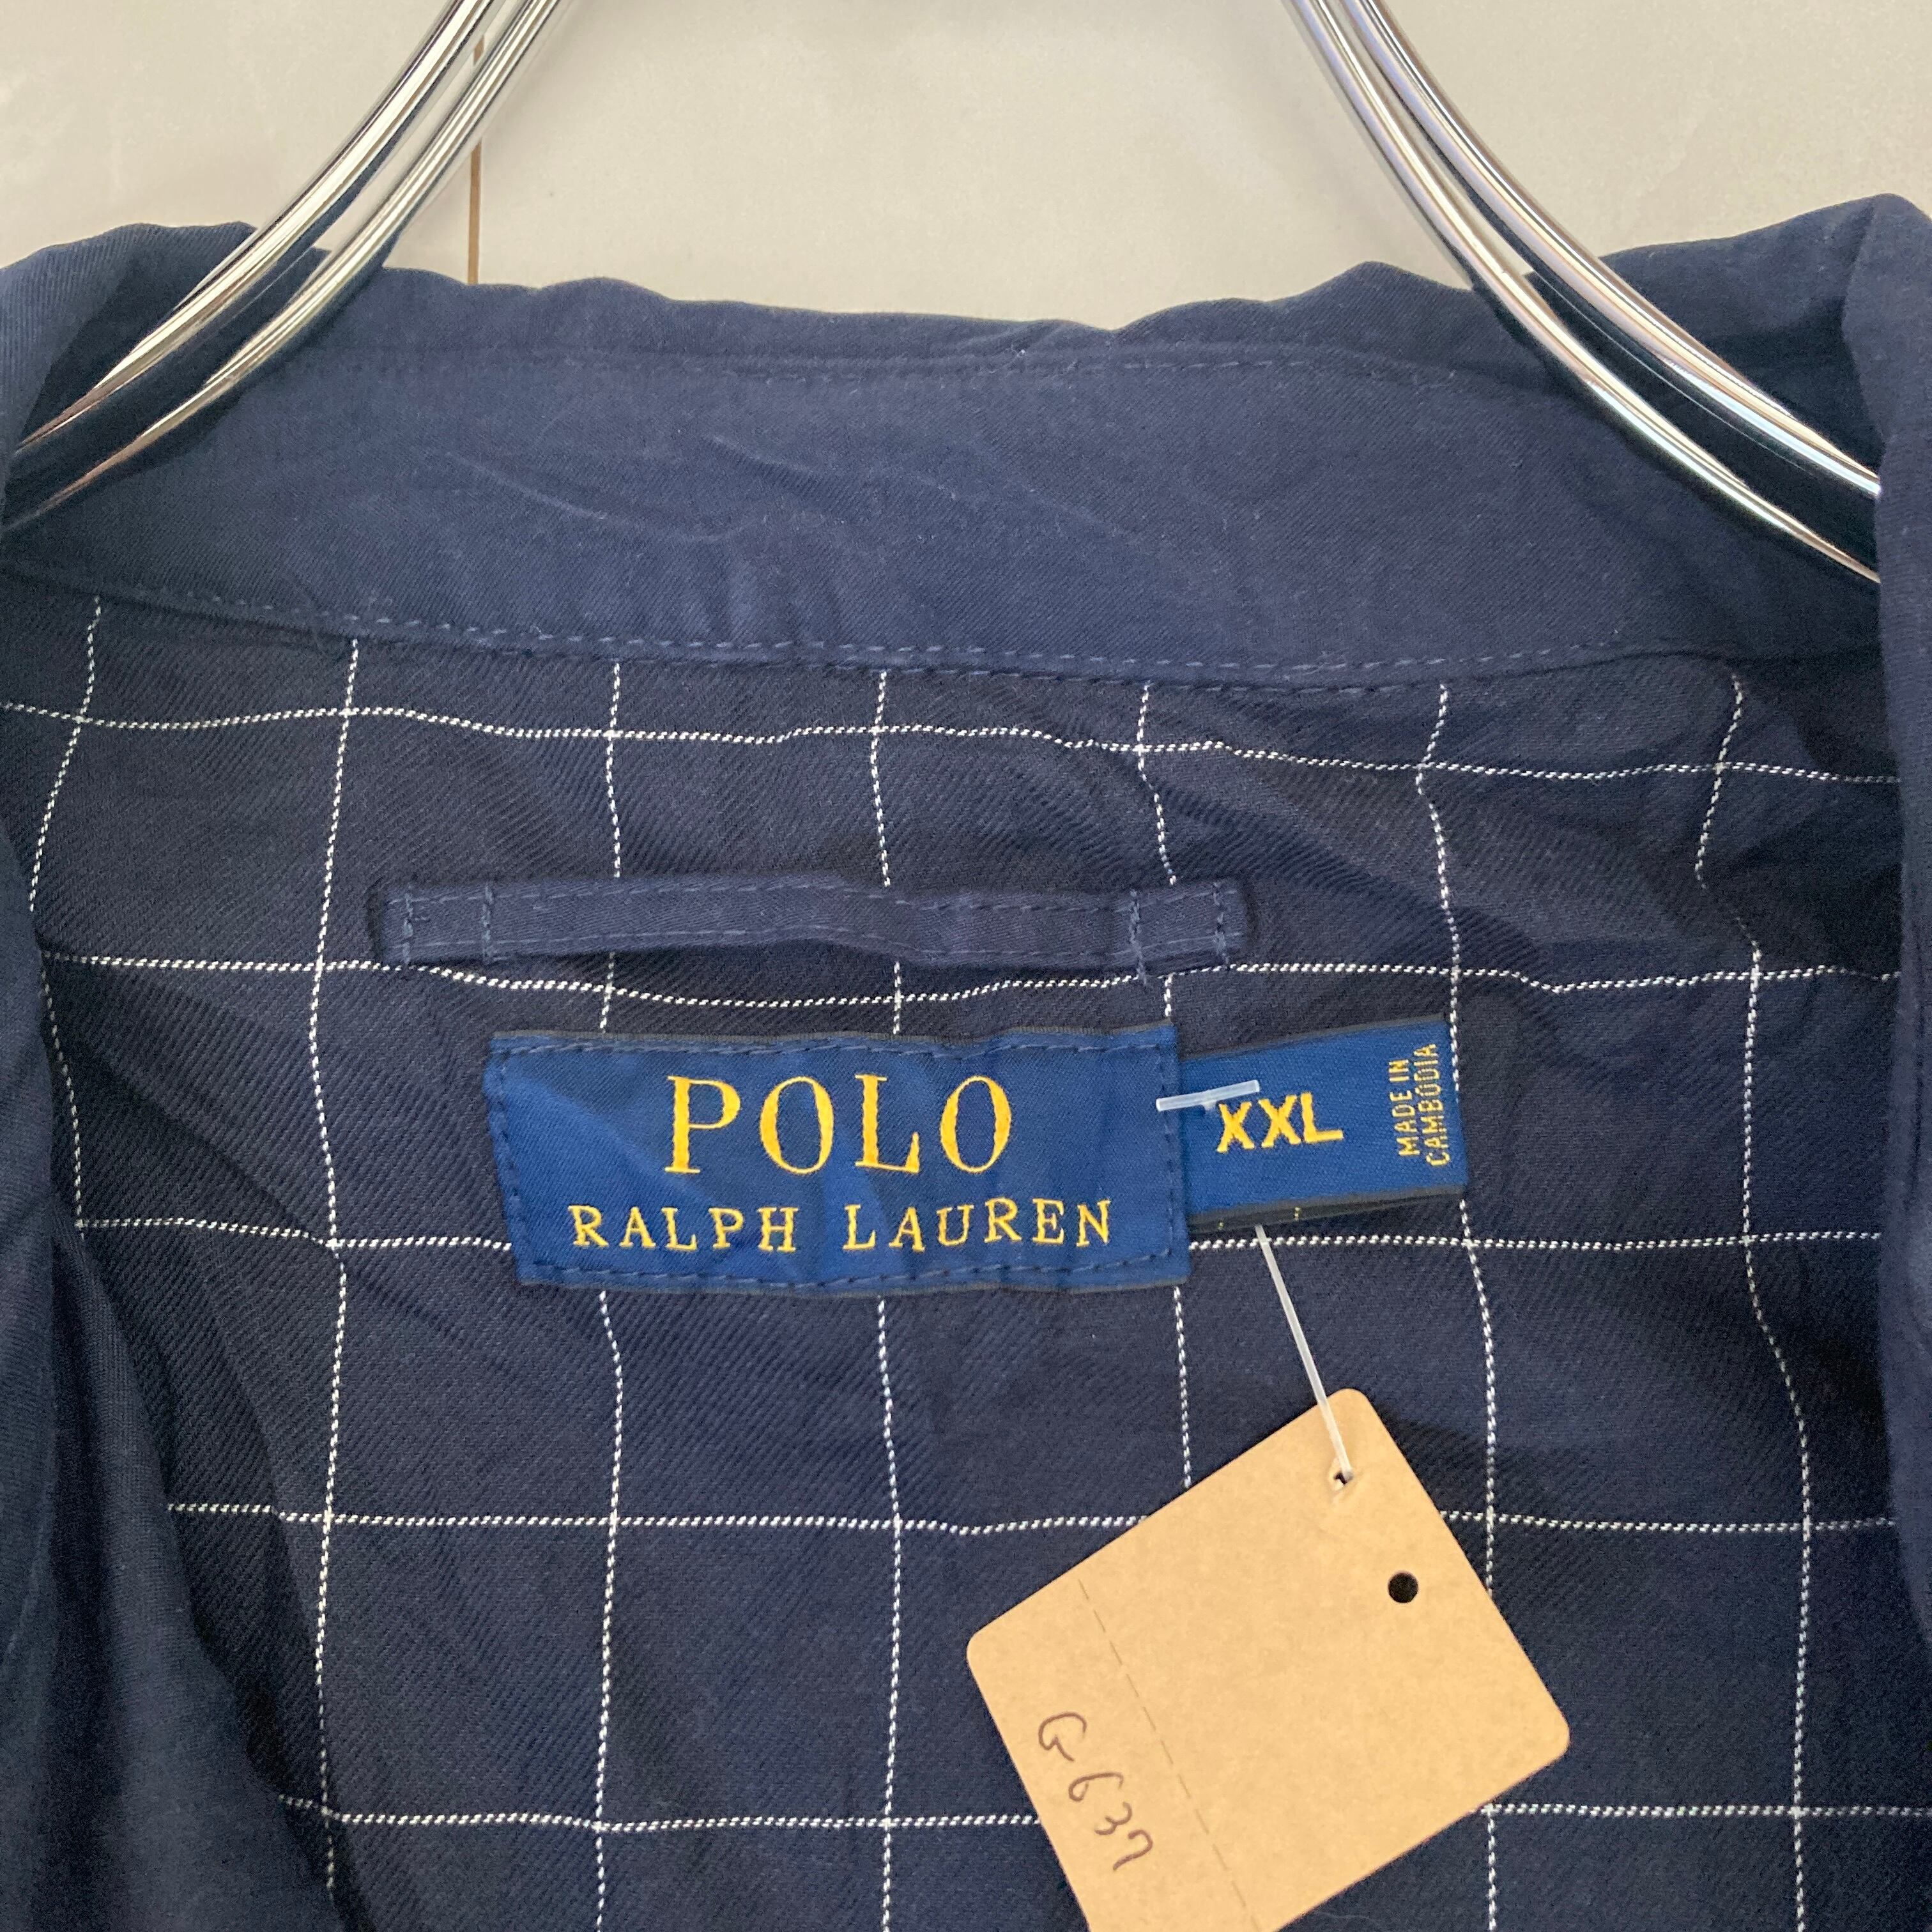 POLO
RALPH LAUREN
XXL
MADE IN
CAMBODIA
G637